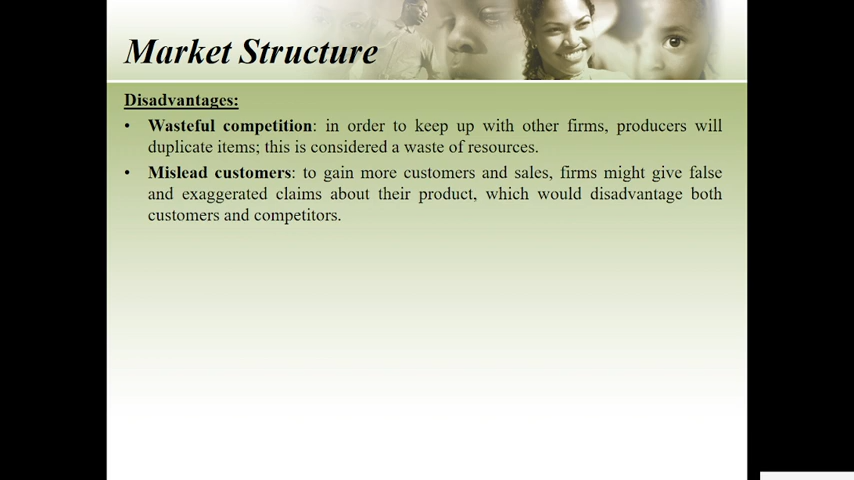 Market Structure
Disadvantages:
• Wasteful competition: in order to keep up with other firms, producers will
duplicate items; this is considered a waste of resources.
• Mislead customers: to gain more customers and sales, firms might give false
and exaggerated claims about their product, which would disadvantage both
customers and competitors.